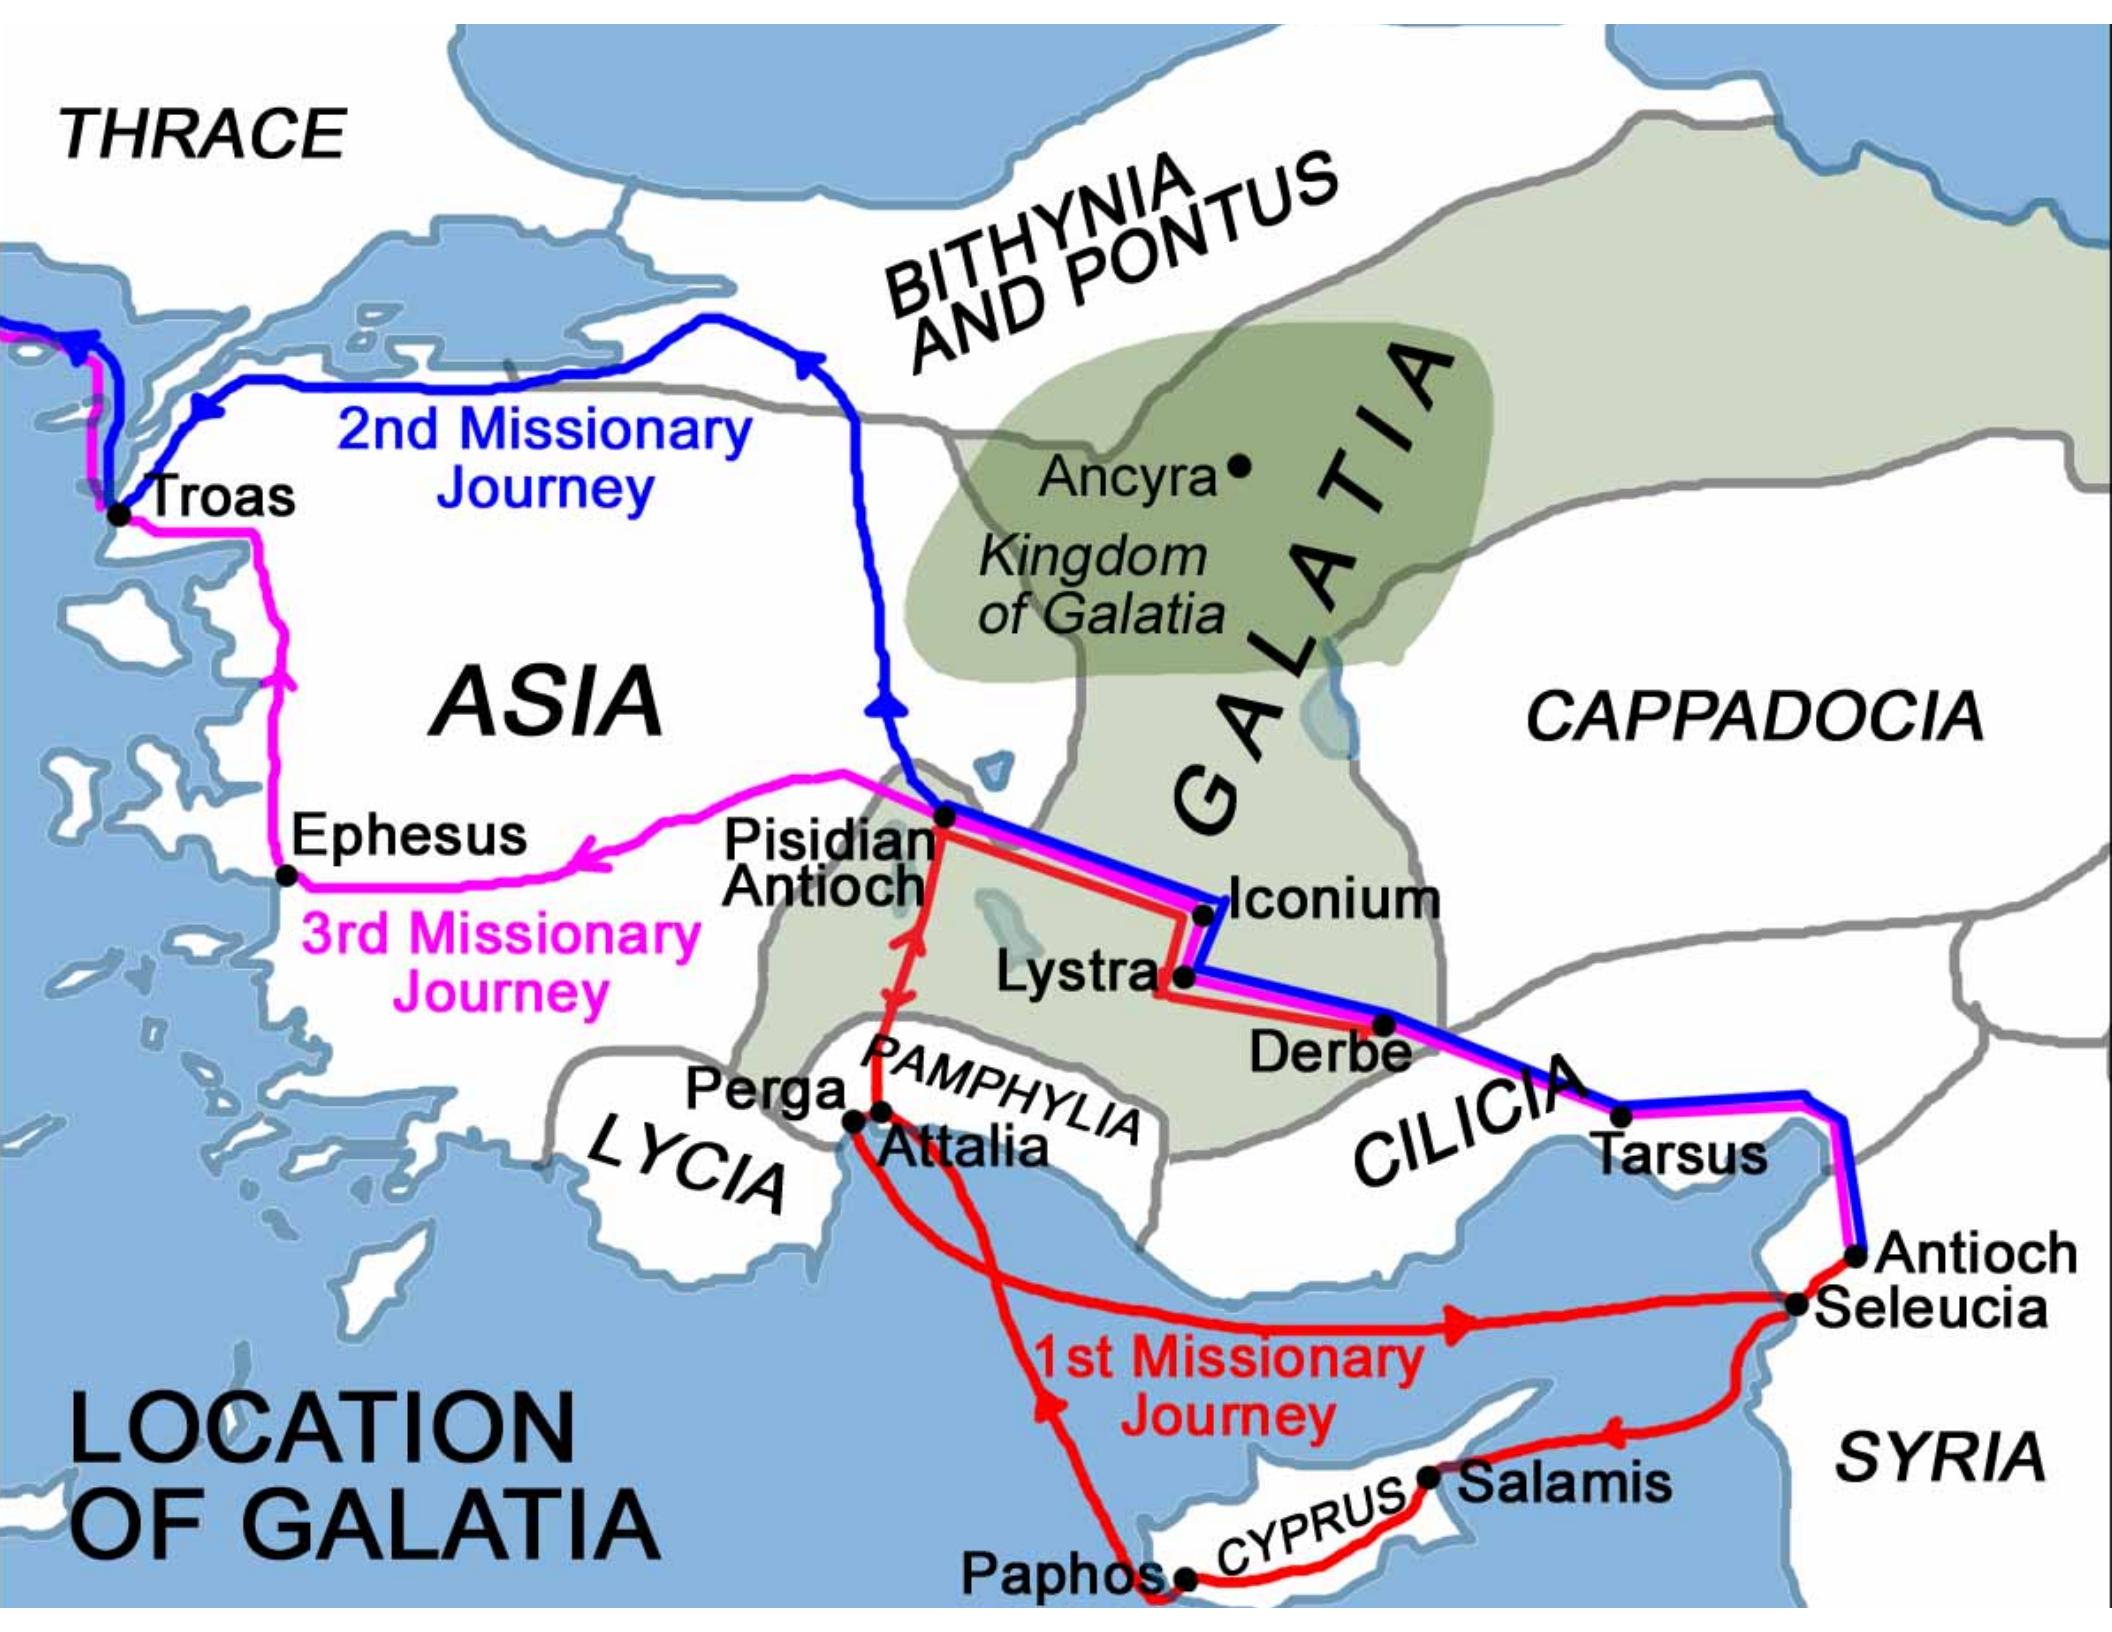 THRACE
BITHYNIA
AND PONTUS
2nd Missionary
Journey
Troas
Ancyra
Kingdom
of Galatia
GALATIA
ASIA
CAPPADOCIA
Ephesus
Pisidian
Antioch
3rd Missionary
Journey
Iconium
Lystra
Derbe
PAMPHYLIA
Perga
Attalia
LYCIA
CILICIA
Tarsus
Antioch
Seleucia
1st Missionary
Journey
SYRIA
Salamis
CYPRUS
Paphos
LOCATION
OF GALATIA